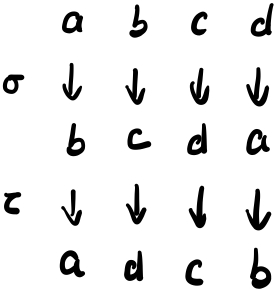 a b c d
σ ↓ ↓ ↓ ↓
b c d a
τ ↓ ↓ ↓ ↓
a d c b